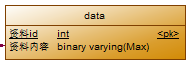 data
资料id int <pk>
资料内容 binary varying(Max)